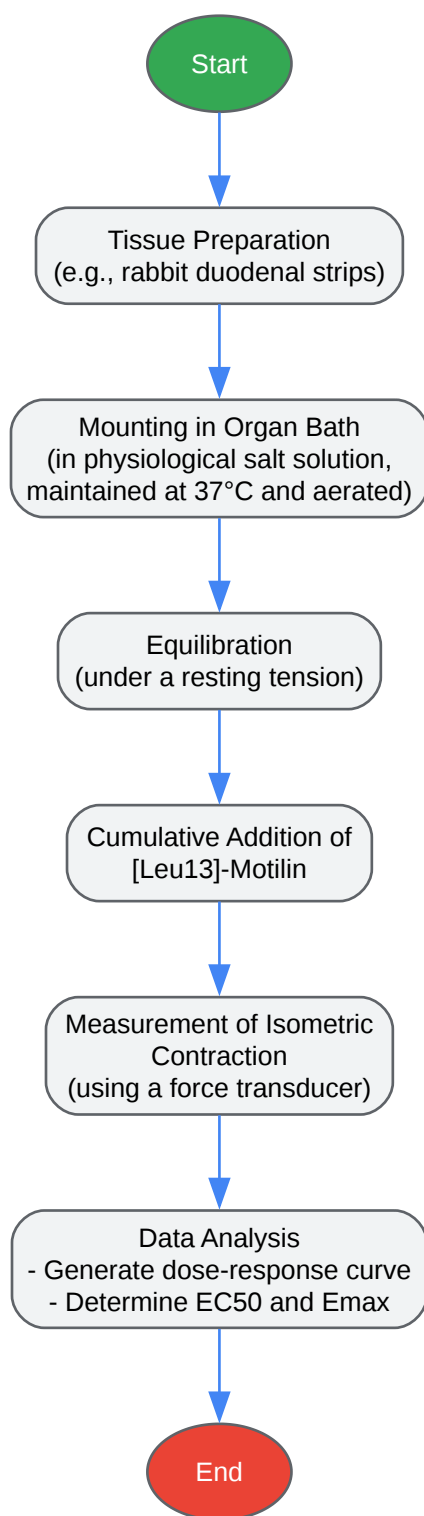 Start
Tissue Preparation
(e.g., rabbit duodenal strips)
Mounting in Organ Bath
(in physiological salt solution,
maintained at 37°C and aerated)
Equilibration
(under a resting tension)
Cumulative Addition of
[Leu13]-Motilin
Measurement of Isometric
Contraction
(using a force transducer)
Data Analysis
- Generate dose-response curve
- Determine EC50 and Emax
End